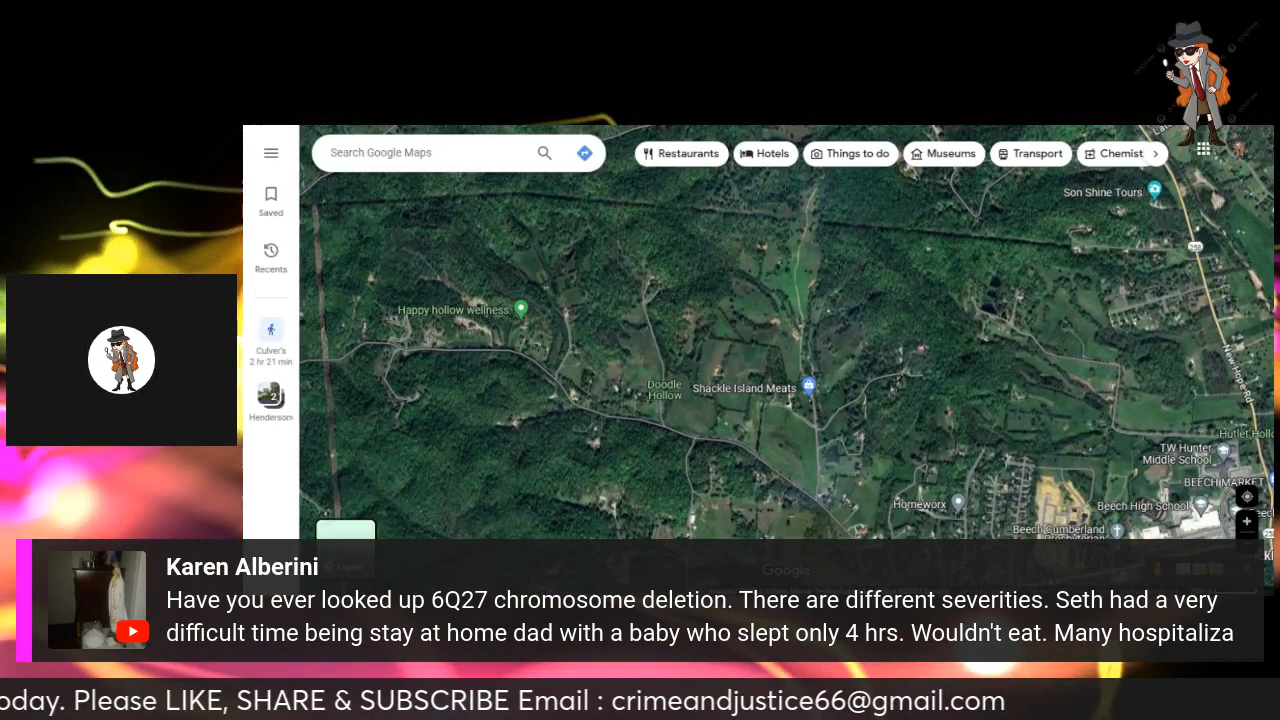 Search Google Maps
Restaurants
Hotels
Things to do
Museums
Transport
Chemist
Saved
Recents
Culver's
2 hr 21 min
2
Henderson
Son Shine Tours
258
Happy hollow wellness
Doodle
Hollow
Shackle Island Meats
New Hope Rd
TW Hunter
Middle School
BEECH MARKET
Homeworx
Beech High School
Beech Cumberland
Presbyterian
Google
Karen Alberini
Have you ever looked up 6Q27 chromosome deletion. There are different severities. Seth had a very
difficult time being stay at home dad with a baby who slept only 4 hrs. Wouldn't eat. Many hospitaliza
oday. Please LIKE, SHARE & SUBSCRIBE Email : crimeandjustice66@gmail.com